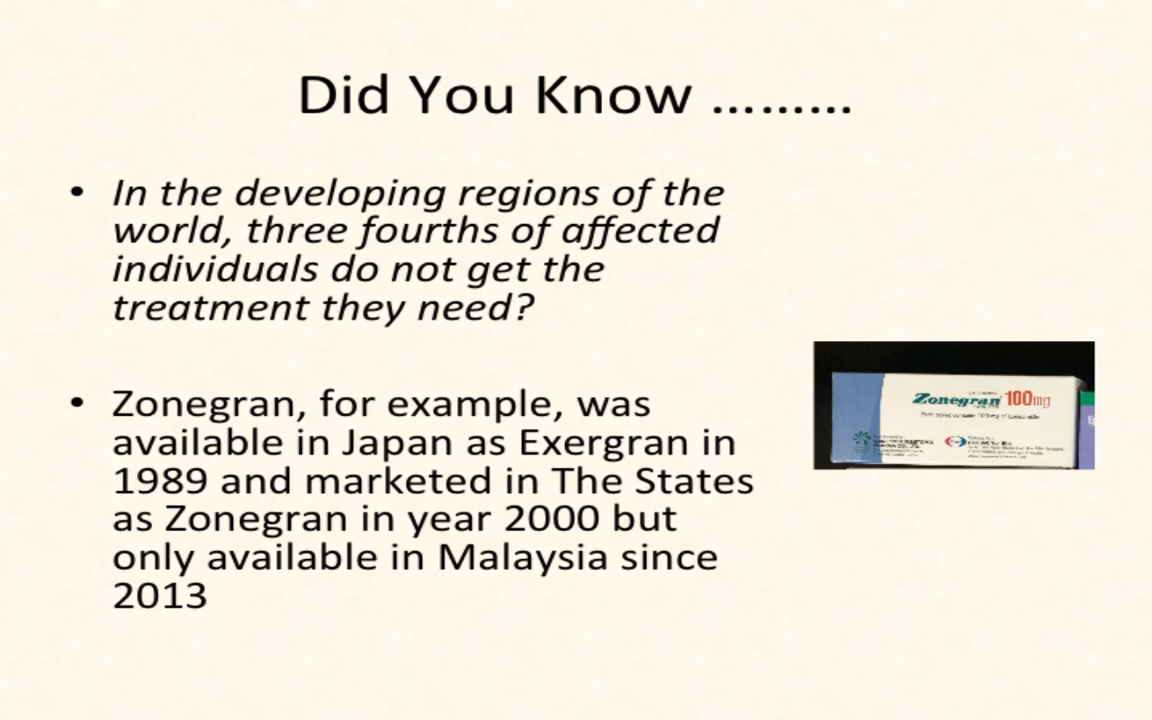 Did You Know ………
• In the developing regions of the
world, three fourths of affected
individuals do not get the
treatment they need?
• Zonegran, for example, was
available in Japan as Exergran in
1989 and marketed in The States
as Zonegran in year 2000 but
only available in Malaysia since
2013
Zonegran 100mg